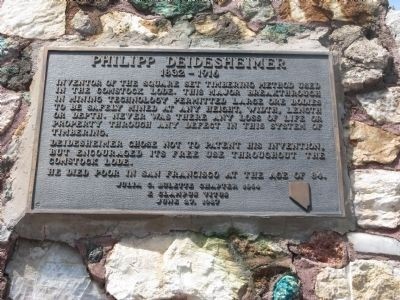 PHILIPP DEIDESHEIMER
1832 - 1916
INVENTOR OF THE SQUARE SET TIMBERING METHOD USED
IN THE COMSTOCK LODE. THIS MAJOR BREAKTHROUGH
IN MINING TECHNOLOGY PERMITTED LARGE ORE BODIES
TO BE SAFELY MINED AT ANY HEIGHT, WIDTH, LENGTH
OR DEPTH. NEVER WAS THERE ANY LOSS OF LIFE OR
PROPERTY THROUGH ANY DEFECT IN THIS SYSTEM OF
TIMBERING.
DEIDESHEIMER CHOSE NOT TO PATENT HIS INVENTION,
BUT ENCOURAGED ITS FREE USE THROUGHOUT THE
COMSTOCK LODE.
HE DIED POOR IN SAN FRANCISCO AT THE AGE OF 84.
JULIA C. BULETTE CHAPTER 1864
E CLAMPUS VITUS
JUNE 27, 1987